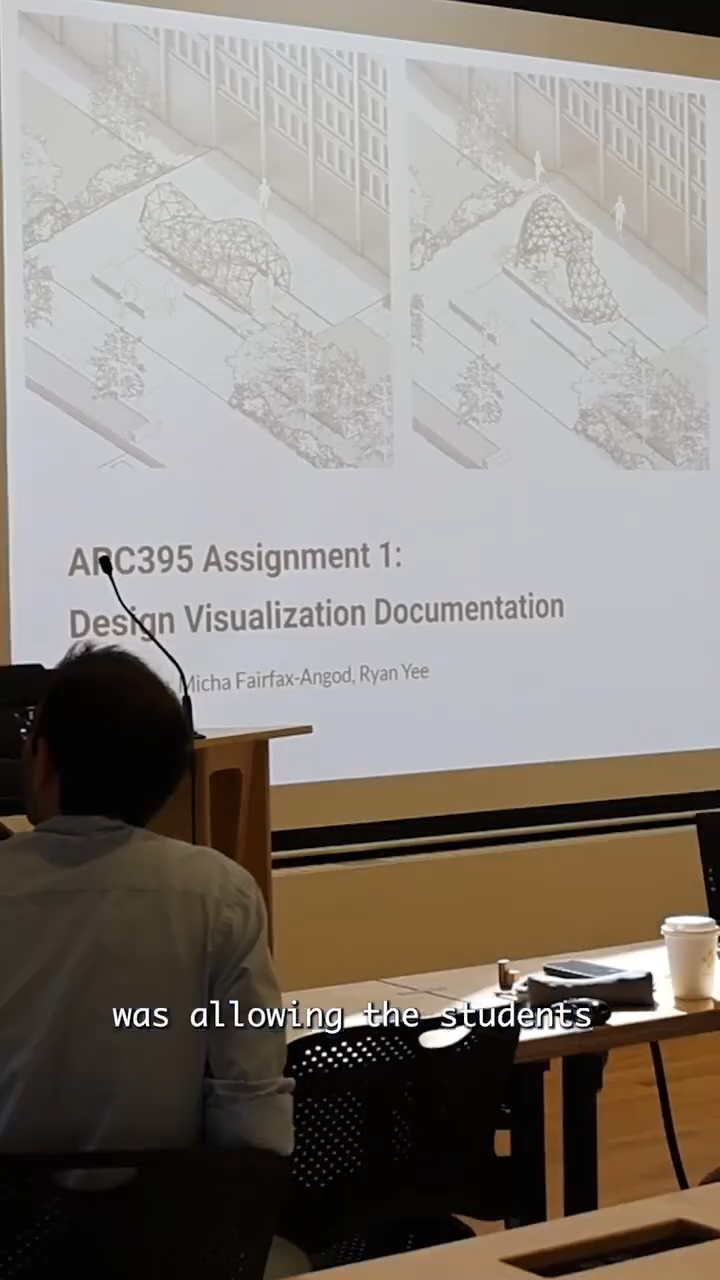 ARC395 Assignment 1:
Design Visualization Documentation
Micha Fairfax-Angod, Ryan Yee
was allowing the students